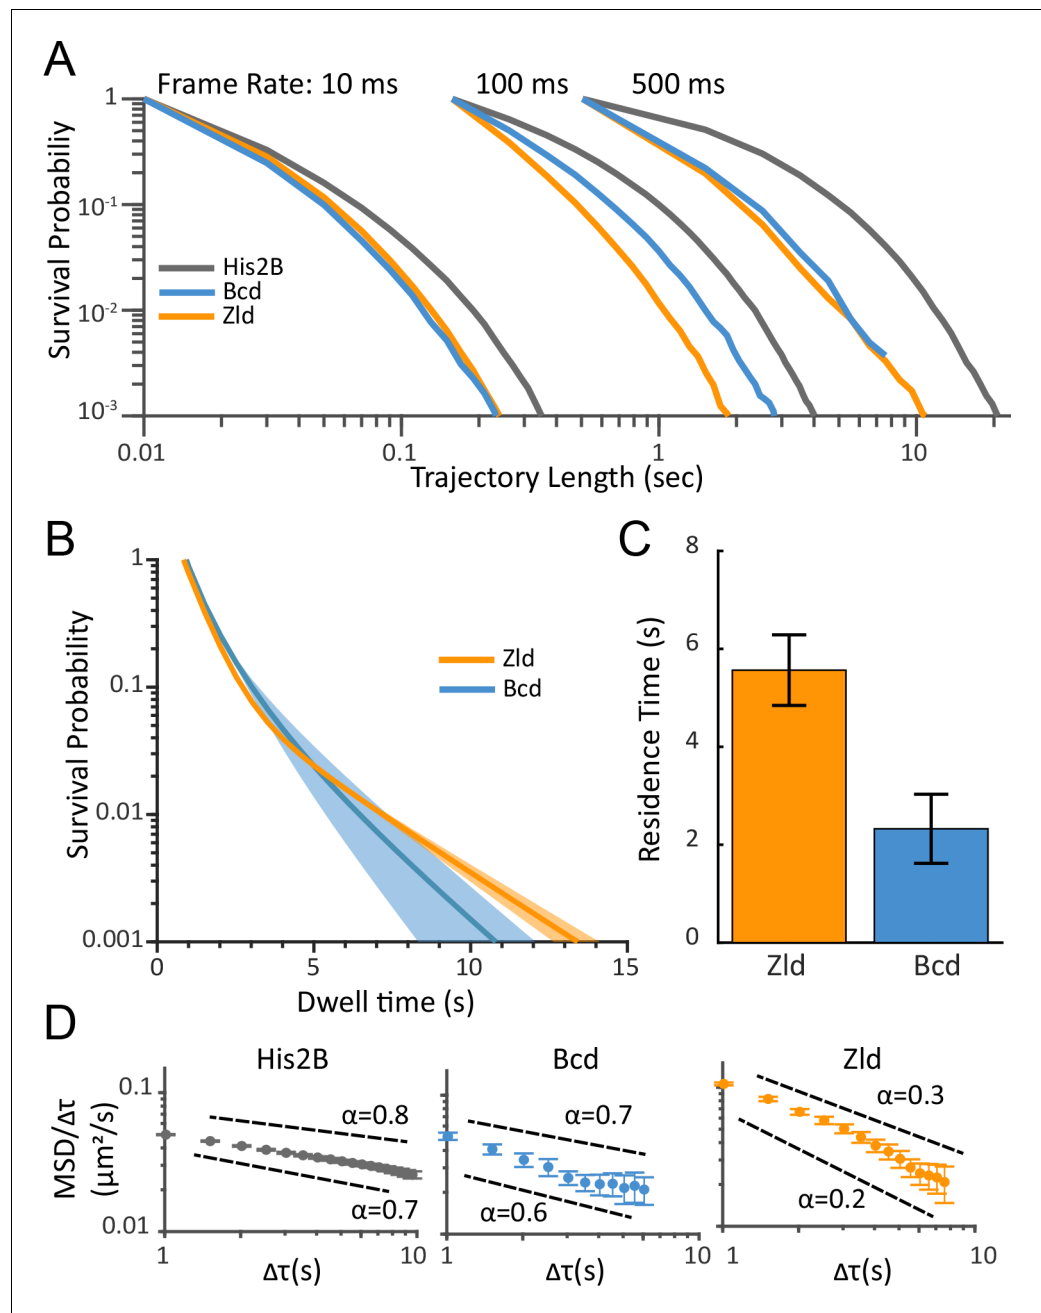 A
Frame Rate: 10 ms 100 ms 500 ms
1
10-1
10-2
10-3
Survival Probability
His2B
Bcd
Zld
0.01 0.1 1 10
Trajectory Length (sec)
B
1
0.1
0.01
0.001
Survival Probability
Zld
Bcd
0 5 10 15
Dwell time (s)
C
8
6
4
2
0
Residence Time (s)
Zld Bcd
D
His2B Bcd Zld
MSD/Δτ
(µm²/s)
0.1
0.01
α=0.8
α=0.7
α=0.7
α=0.6
α=0.3
α=0.2
1 10 1 10 1 10
Δτ(s) Δτ(s) Δτ(s)